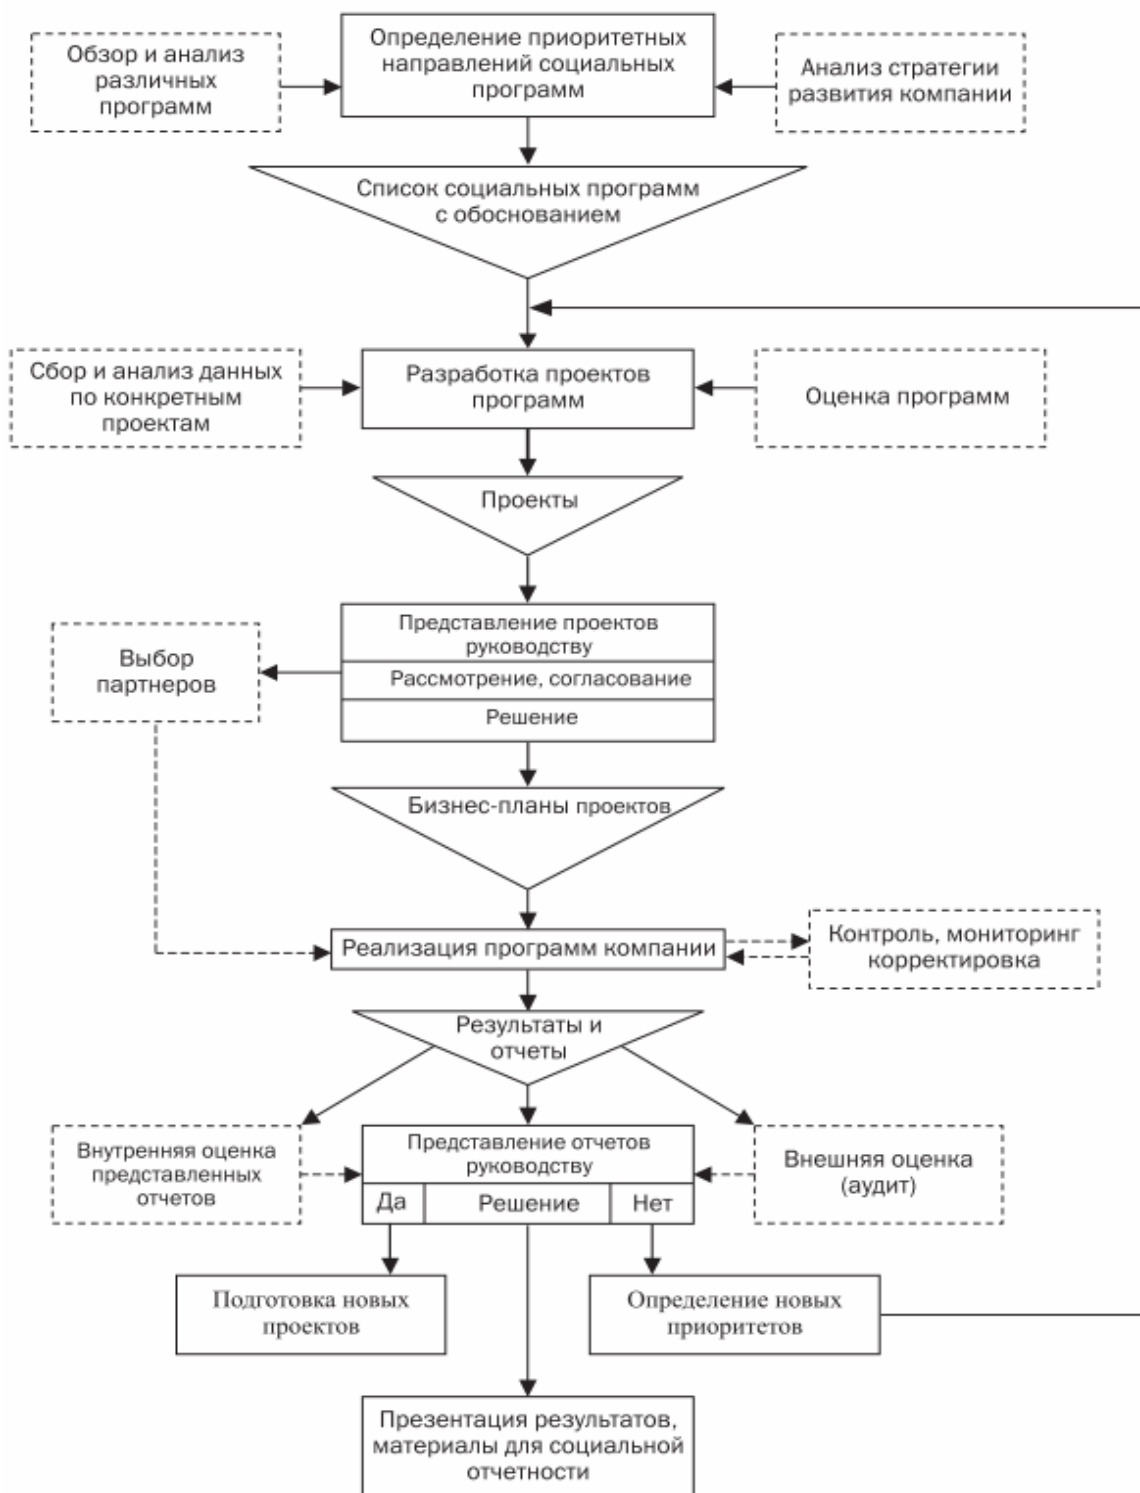 Обзор и анализ
различных
программ
Определение приоритетных
направлений социальных
программ
Анализ стратегии
развития компании
Список социальных программ
с обоснованием
Сбор и анализ данных
по конкретным
проектам
Разработка проектов
программ
Оценка программ
Проекты
Выбор
партнеров
Представление проектов
руководству
Рассмотрение, согласование
Решение
Бизнес-планы проектов
Реализация программ компании
Контроль, мониторинг
корректировка
Результаты и
отчеты
Внутренняя оценка
представленных
отчетов
Представление отчетов
руководству
Да
Решение
Нет
Внешняя оценка
(аудит)
Подготовка новых
проектов
Определение новых
приоритетов
Презентация результатов,
материалы для социальной
отчетности